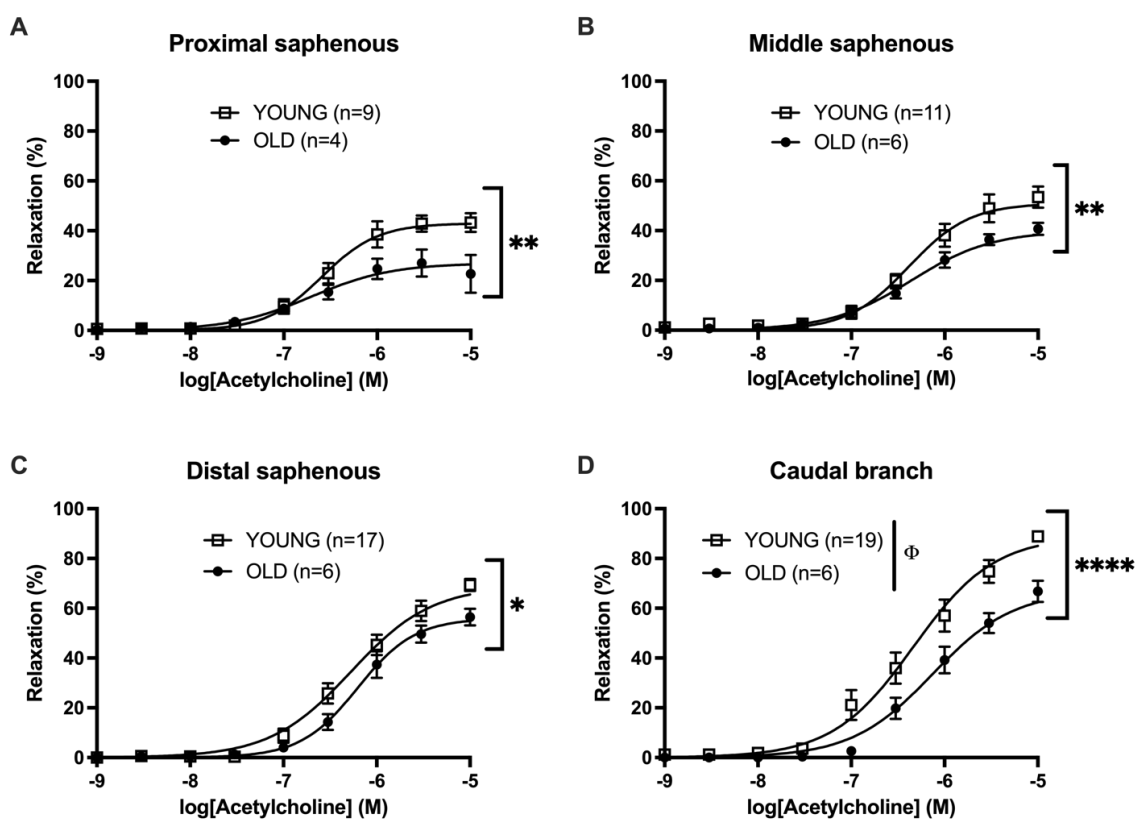 A
Proximal saphenous
100
80
60
40
20
0
Relaxation (%)
YOUNG (n=9)
OLD (n=4)
**
-9 -8 -7 -6 -5
log[Acetylcholine] (M)
B
Middle saphenous
100
80
60
40
20
0
Relaxation (%)
YOUNG (n=11)
OLD (n=6)
**
-9 -8 -7 -6 -5
log[Acetylcholine] (M)
C
Distal saphenous
100
80
60
40
20
0
Relaxation (%)
YOUNG (n=17)
OLD (n=6)
*
-9 -8 -7 -6 -5
log[Acetylcholine] (M)
D
Caudal branch
100
80
60
40
20
0
Relaxation (%)
YOUNG (n=19)
OLD (n=6)
Φ
****
-9 -8 -7 -6 -5
log[Acetylcholine] (M)